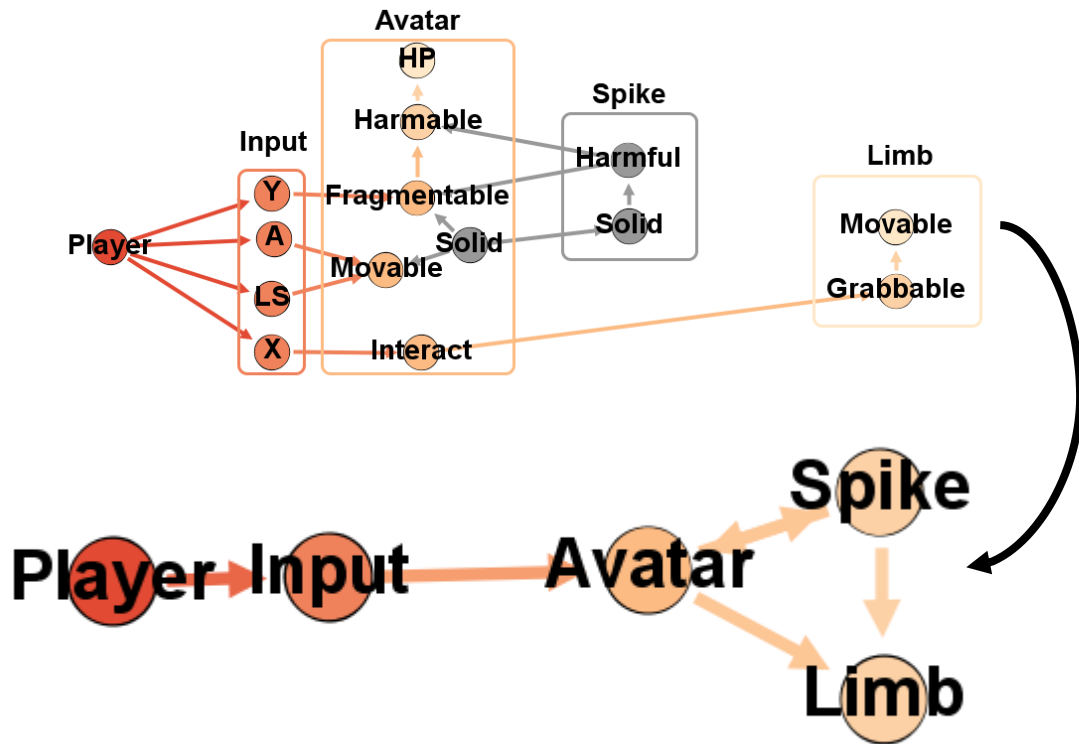 Avatar
HP
Spike
Harmable
Input
Harmful
Limb
Y
Fragmentable
Player
A
Solid
Solid
Movable
Movable
LS
Grabbable
X
Interact
Spike
Player
Input
Avatar
Limb